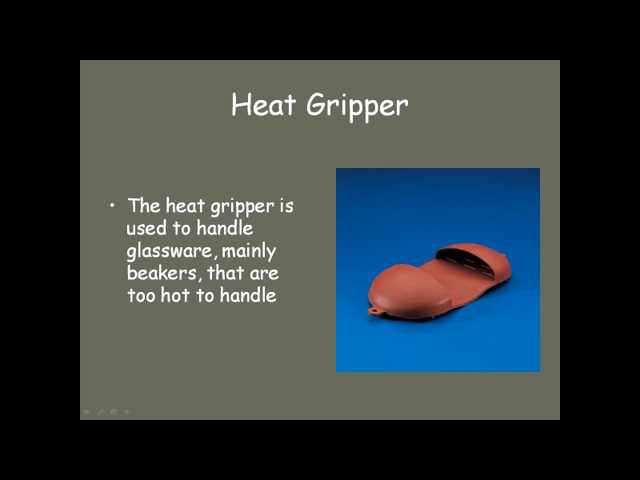 Heat Gripper
• The heat gripper is
used to handle
glassware, mainly
beakers, that are
too hot to handle